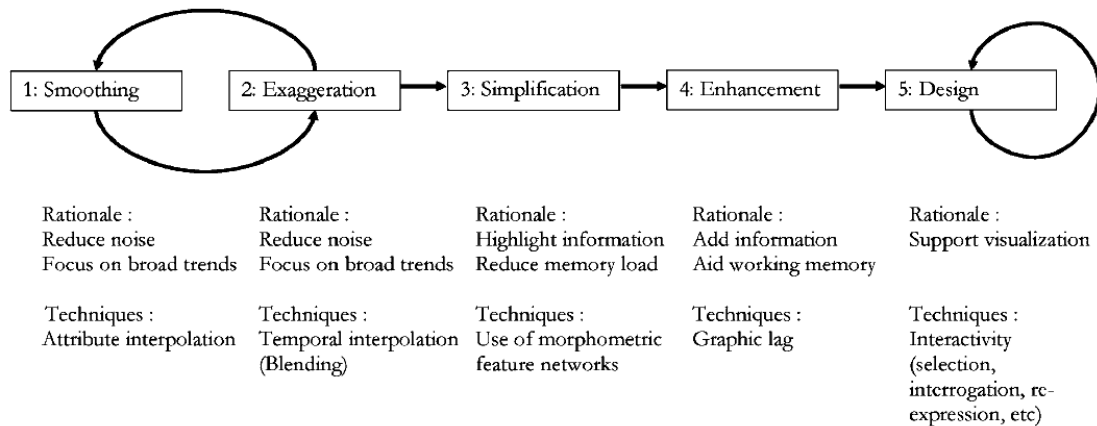 1: Smoothing
2: Exaggeration
3: Simplification
4: Enhancement
5: Design
Rationale :
Reduce noise
Focus on broad trends
Techniques :
Attribute interpolation
Rationale :
Reduce noise
Focus on broad trends
Techniques :
Temporal interpolation
(Blending)
Rationale :
Highlight information
Reduce memory load
Techniques :
Use of morphometric
feature networks
Rationale :
Add information
Aid working memory
Techniques :
Graphic lag
Rationale :
Support visualization
Techniques :
Interactivity
(selection,
interrogation, re-
expression, etc)